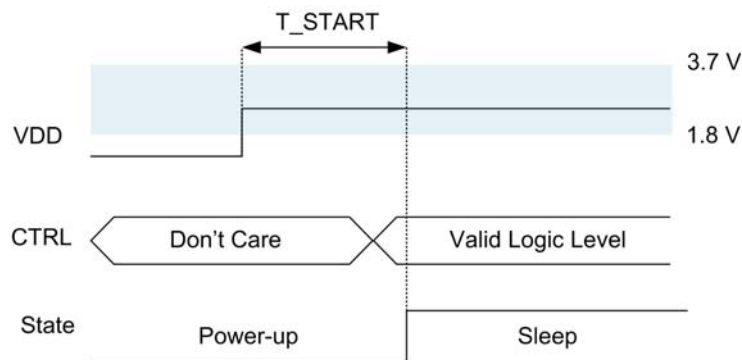 T_START
3.7 V
VDD
1.8 V
CTRL
Don't Care
Valid Logic Level
State
Power-up
Sleep